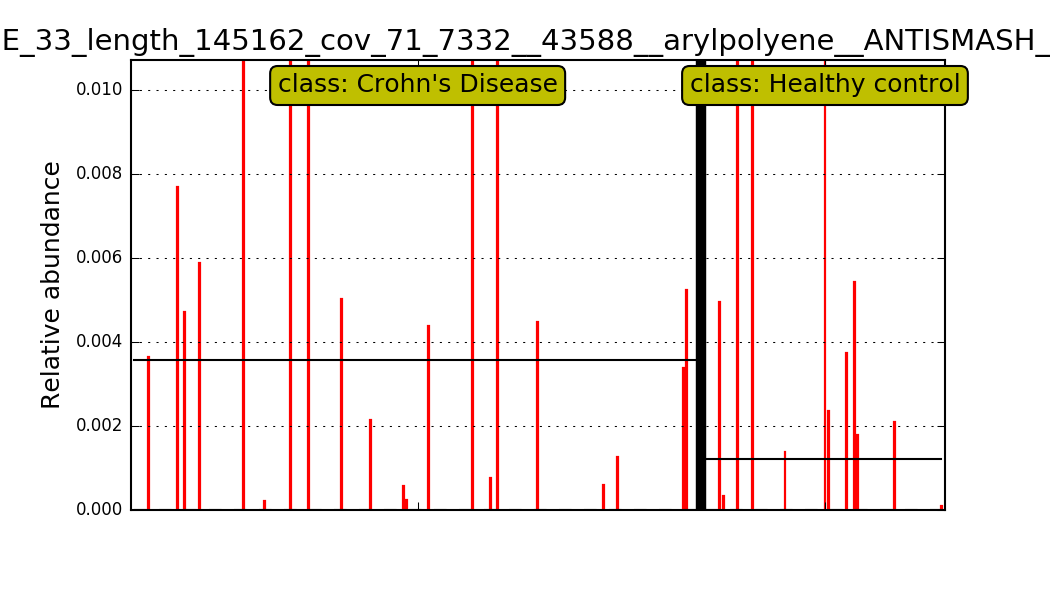 E_33_length_145162_cov_71_7332__43588__arylpolyene__ANTISMASH_
class: Crohn's Disease
class: Healthy control
Relative abundance
0.010
0.008
0.006
0.004
0.002
0.000